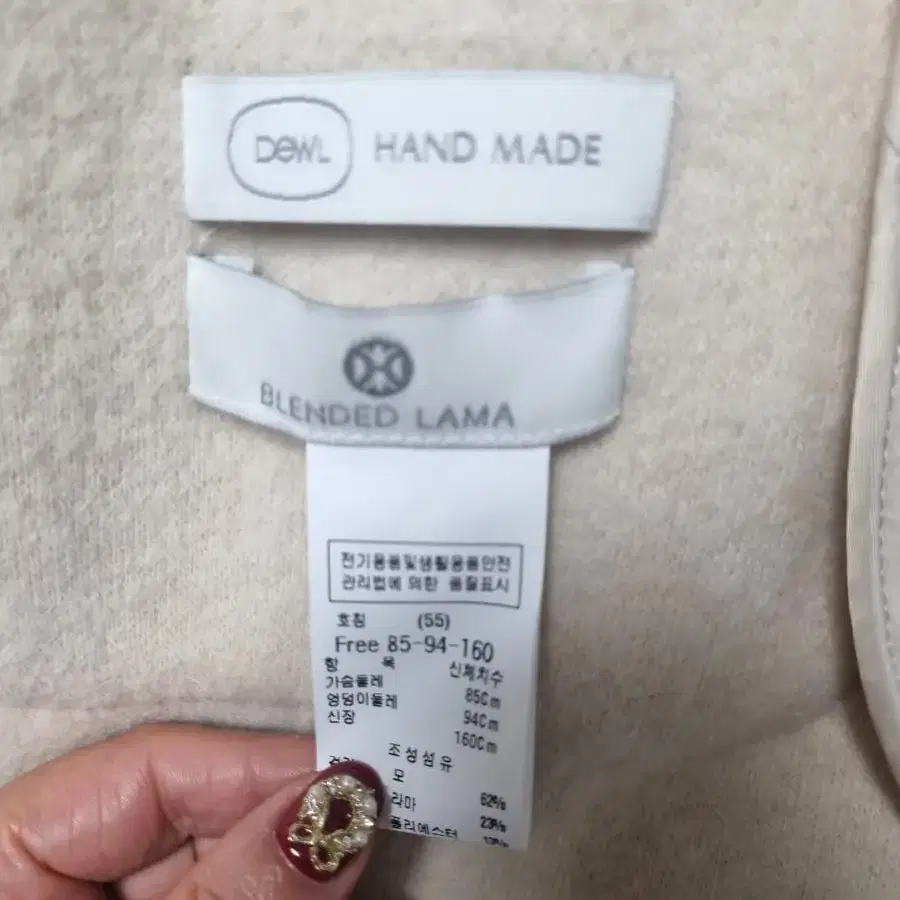 DEWL HAND MADE
BLENDED LAMA
전기용품및생활용품안전
관리법에 의한 품질표시
호칭 (55)
Free 85-94-160
항 목 신체치수
가슴둘레 85Cm
엉덩이둘레 94Cm
신장 160Cm
조성섬유
모 62%
라마 23%
폴리에스터